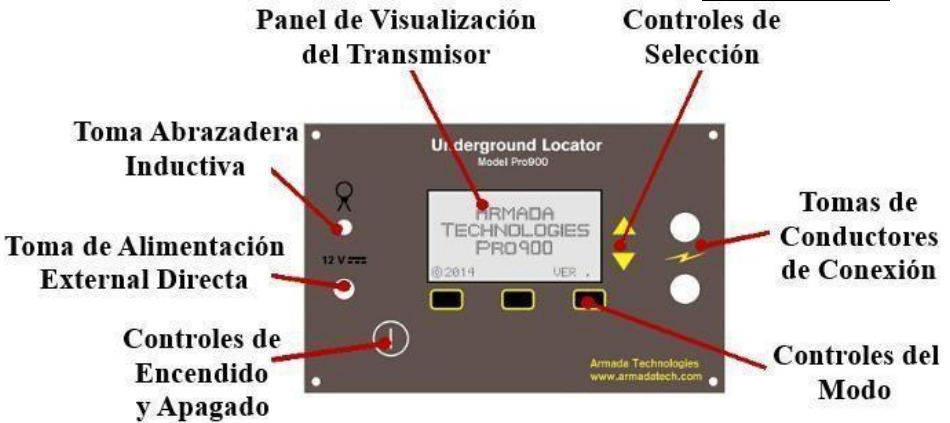 Panel de Visualización
del Transmisor
Controles de
Selección
Toma Abrazadera
Inductiva
Toma de Alimentación
External Directa
Controles de
Encendido
y Apagado
Underground Locator
Model Pro900
12 V
ARMADA
TECHNOLOGIES
PRO900
©2014 VER .
Armada Technologies
www.armadatech.com
Tomas de
Conductores
de Conexión
Controles del
Modo